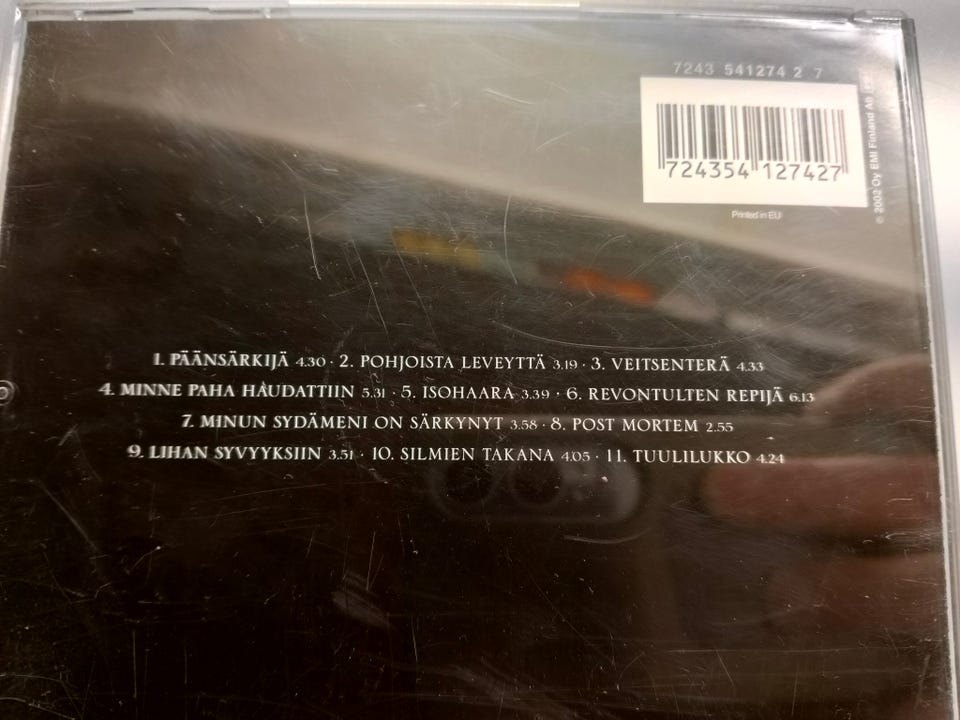 7243 541274 2 7
724354 127427
Printed in EU
℗ 2002 Oy EMI Finland Ab
1. PÄÄNSÄRKIJÄ 4.30 · 2. POHJOISTA LEVEYTTÄ 3.19 · 3. VEITSENTERÄ 4.33
4. MINNE PAHA HAUDATTIIN 5.31 · 5. ISOHAARA 3.39 · 6. REVONTULTEN REPIJÄ 6.13
7. MINUN SYDÄMENI ON SÄRKYNYT 3.58 · 8. POST MORTEM 2.55
9. LIHAN SYVYYKSIIN 3.51 · 10. SILMIEN TAKANA 4.05 · 11. TUULILUKKO 4.24